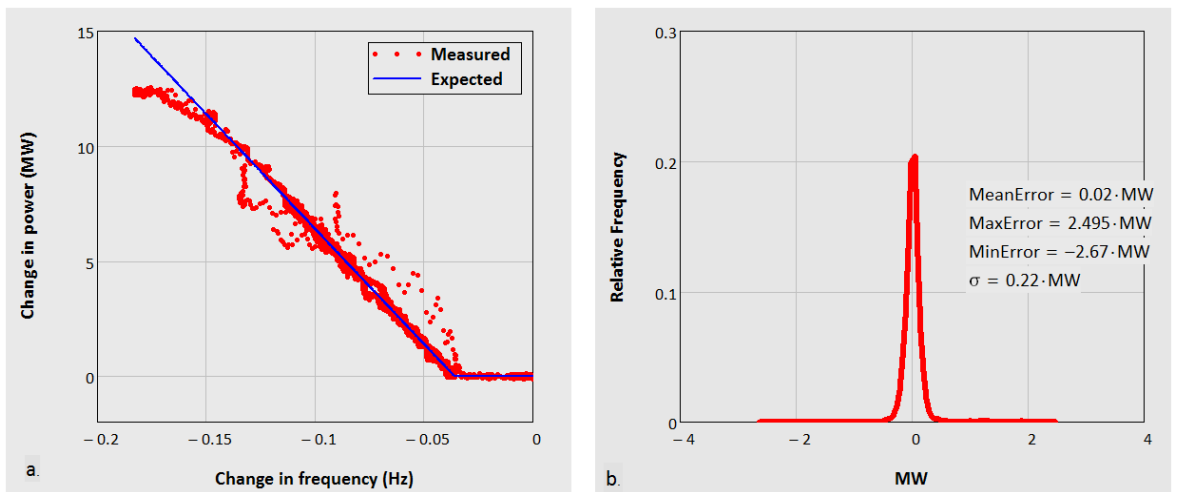 15
10
5
0
Change in power (MW)
Measured
Expected
− 0.2
− 0.15
− 0.1
− 0.05
0
Change in frequency (Hz)
a.
0.3
0.2
0.1
0
Relative Frequency
MeanError = 0.02·MW
MaxError = 2.495·MW
MinError = −2.67·MW
σ = 0.22·MW
− 4
− 2
0
2
4
MW
b.